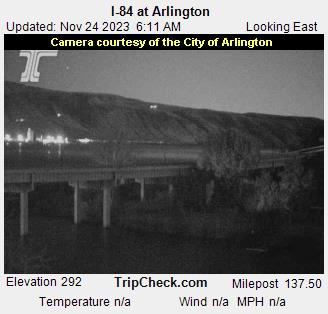 I-84 at Arlington
Updated: Nov 24 2023 6:11 AM Looking East
Camera courtesy of the City of Arlington
Elevation 292 TripCheck.com Milepost 137.50
Temperature n/a Wind n/a MPH n/a